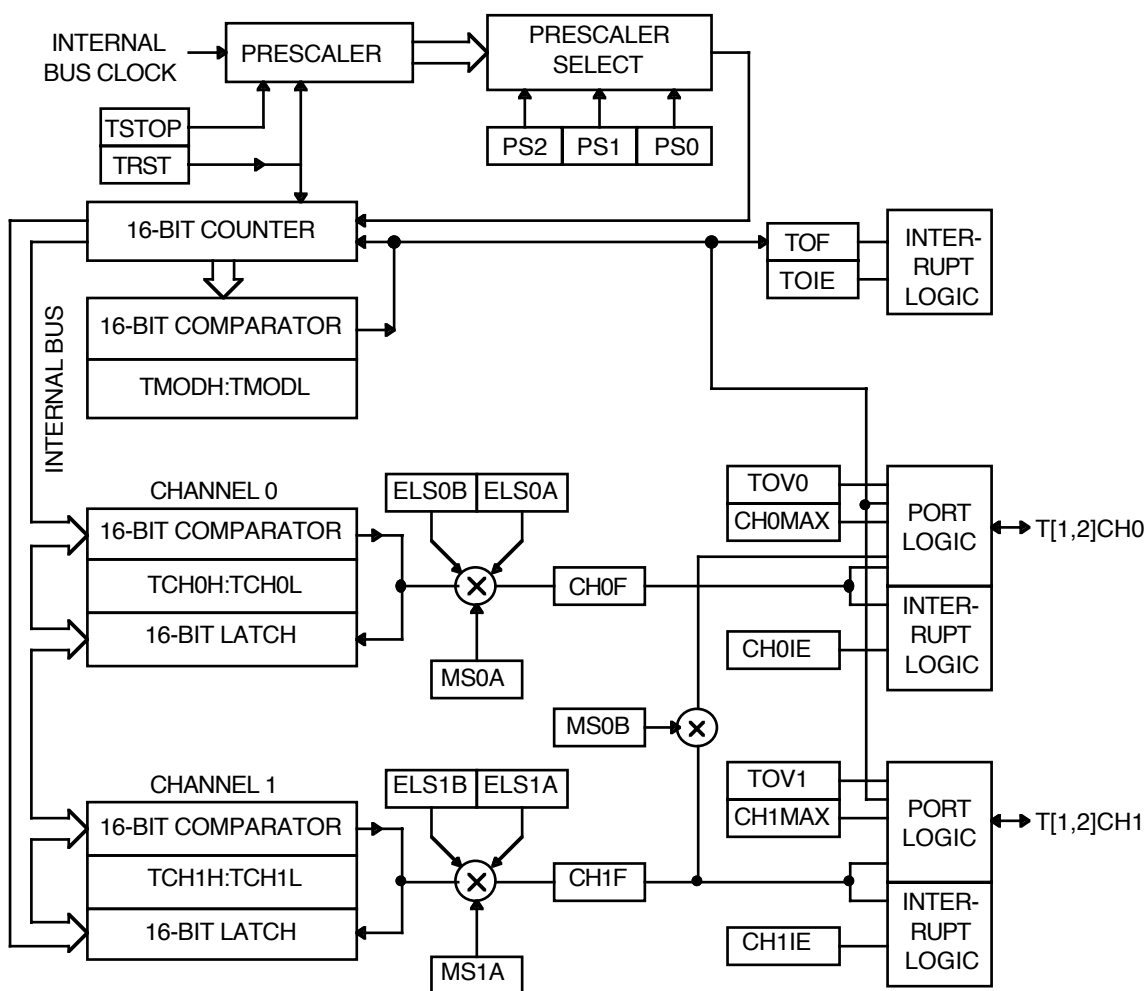 INTERNAL
BUS CLOCK
PRESCALER
PRESCALER
SELECT
TSTOP
TRST
PS2
PS1
PS0
16-BIT COUNTER
TOF
TOIE
INTER-
RUPT
LOGIC
16-BIT COMPARATOR
TMODH:TMODL
INTERNAL BUS
CHANNEL 0
16-BIT COMPARATOR
TCH0H:TCH0L
16-BIT LATCH
ELS0B
ELS0A
MS0A
CH0F
TOV0
CH0MAX
PORT
LOGIC
T[1,2]CH0
INTER-
RUPT
LOGIC
CH0IE
MS0B
CHANNEL 1
16-BIT COMPARATOR
TCH1H:TCH1L
16-BIT LATCH
ELS1B
ELS1A
MS1A
CH1F
TOV1
CH1MAX
PORT
LOGIC
T[1,2]CH1
INTER-
RUPT
LOGIC
CH1IE